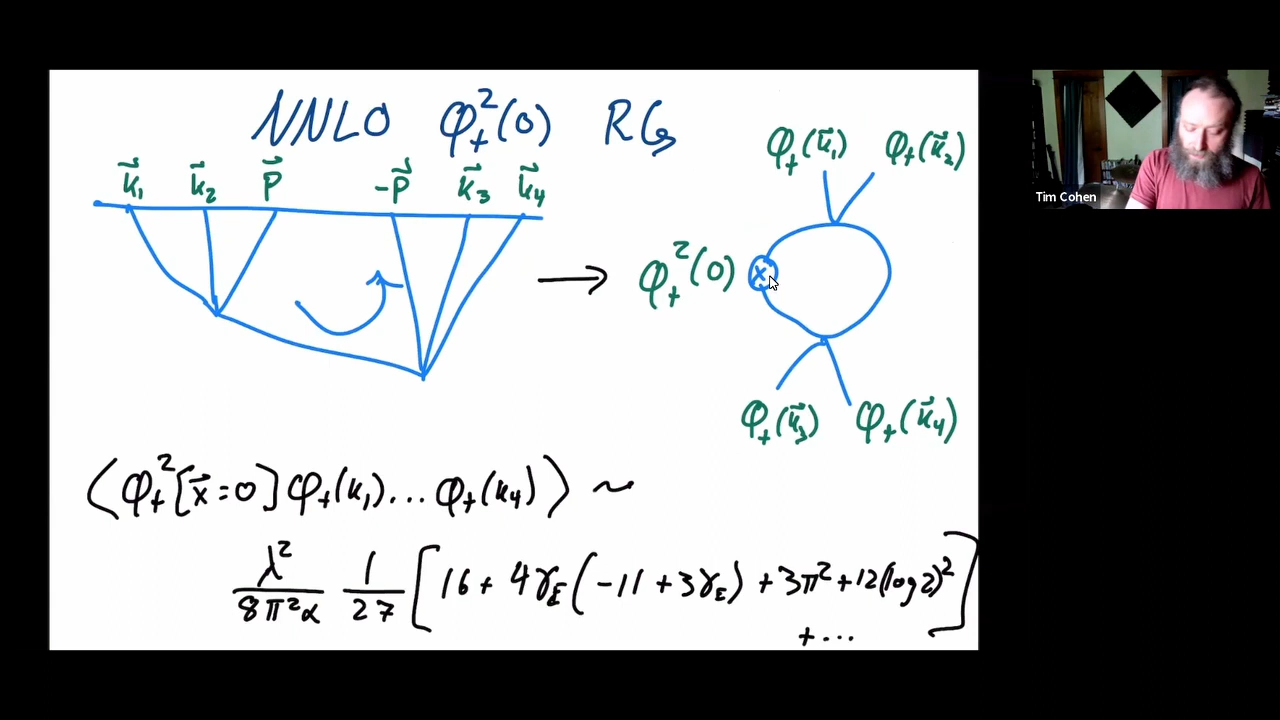 NNLO φ₊²(0) RG
k⃗₁ k⃗₂ p⃗ -p⃗ k⃗₃ k⃗₄
φ₊(k⃗₁) φ₊(k⃗₂)
→ φ₊²(0) x
φ₊(k⃗₃) φ₊(k⃗₄)
⟨φ₊²[x⃗=0]φ₊(k₁)...φ₊(k₄)⟩ ~
λ²/(8π²α) 1/27 [16 + 4γ_E(-11 + 3γ_E) + 3π² + 12(log 2)²
+ ...]
Tim Cohen